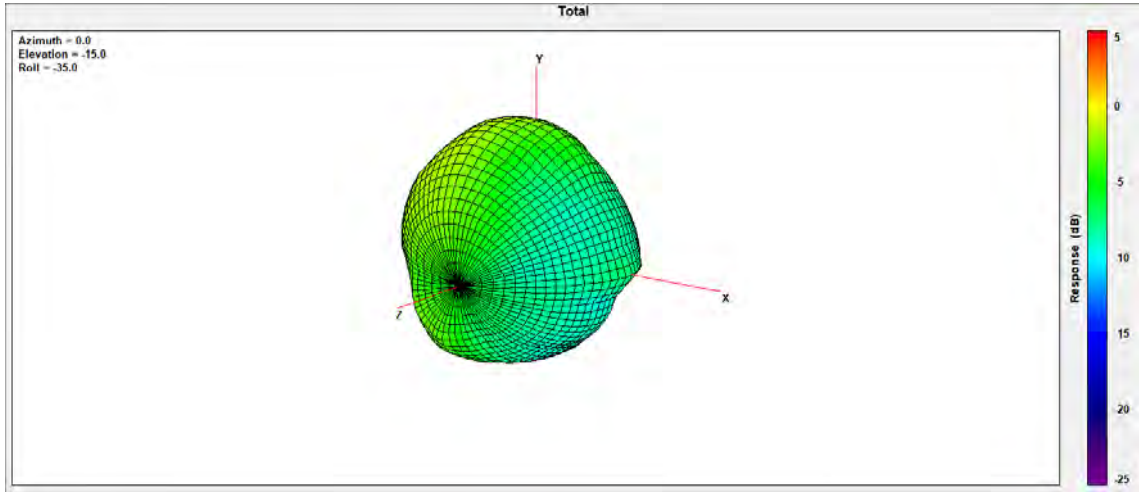 Total
Azimuth = 0.0
Elevation = -15.0
Roll = -35.0
Y
X
Z
5
0
-5
-10
-15
-20
-25
Response (dB)